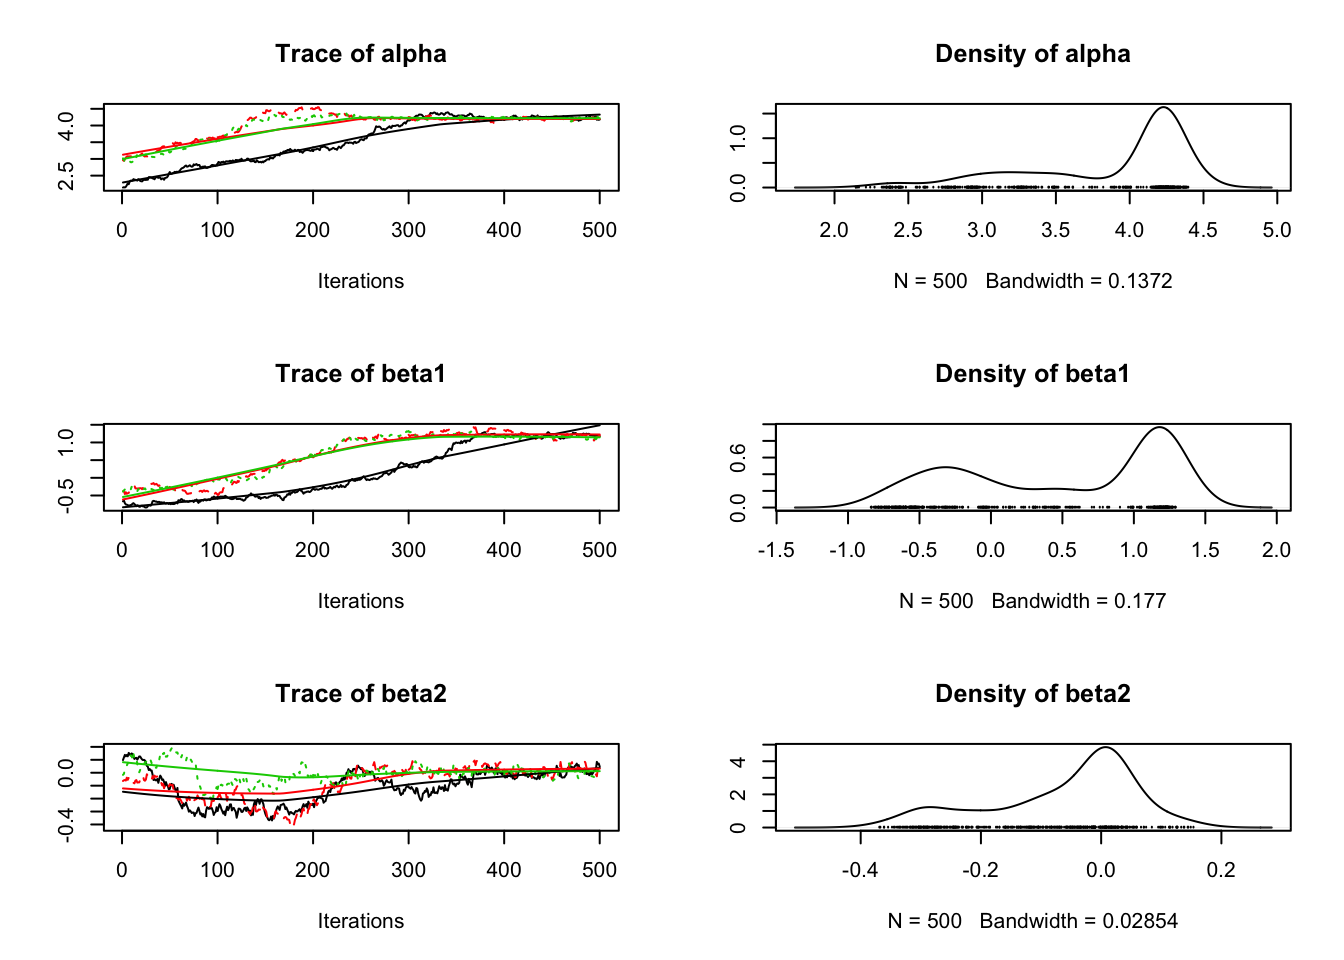 Trace of alpha
4.0
2.5
0 100 200 300 400 500
Iterations
Density of alpha
1.0
0.0
2.0 2.5 3.0 3.5 4.0 4.5 5.0
N = 500 Bandwidth = 0.1372
Trace of beta1
1.0
-0.5
0 100 200 300 400 500
Iterations
Density of beta1
0.6
0.0
-1.5 -1.0 -0.5 0.0 0.5 1.0 1.5 2.0
N = 500 Bandwidth = 0.177
Trace of beta2
0.0
-0.4
0 100 200 300 400 500
Iterations
Density of beta2
4
2
0
-0.4 -0.2 0.0 0.2
N = 500 Bandwidth = 0.02854